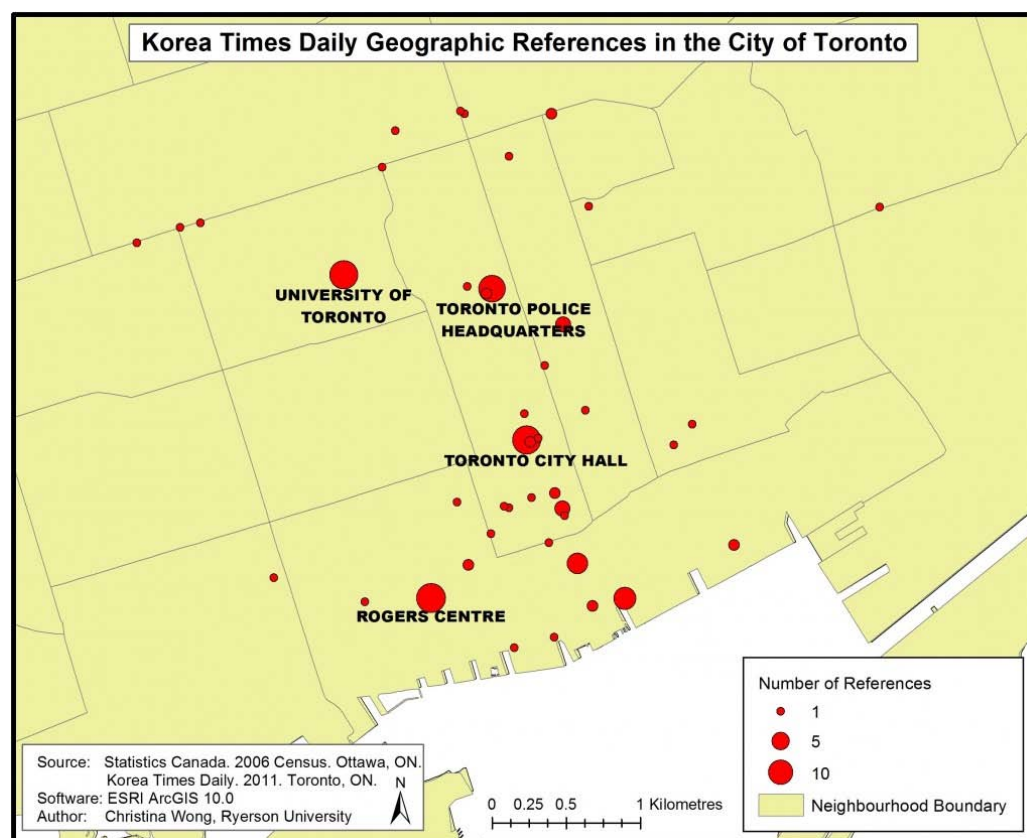 Korea Times Daily Geographic References in the City of Toronto
UNIVERSITY OF
TORONTO
TORONTO POLICE
HEADQUARTERS
TORONTO CITY HALL
ROGERS CENTRE
Number of References
1
5
10
Neighbourhood Boundary
Source: Statistics Canada. 2006 Census. Ottawa, ON.
Korea Times Daily. 2011. Toronto, ON.
Software: ESRI ArcGIS 10.0
Author: Christina Wong, Ryerson University
N
0 0.25 0.5 1 Kilometres